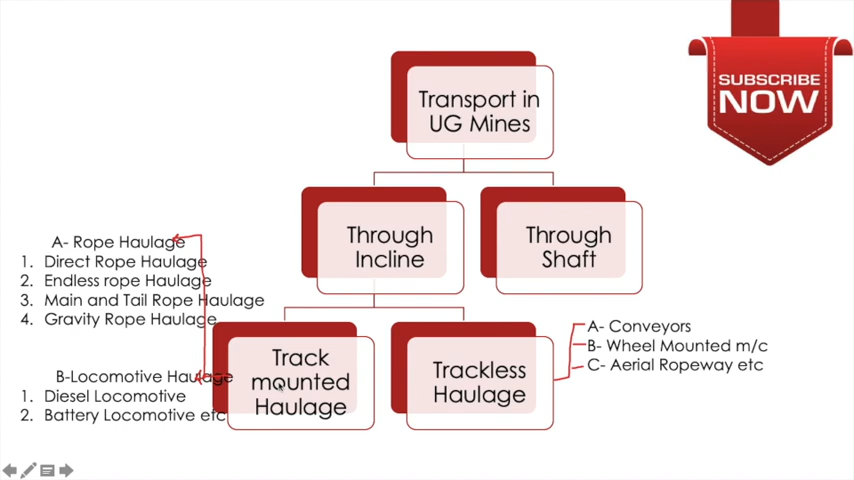 SUBSCRIBE
NOW
Transport in
UG Mines
Through
Incline
Through
Shaft
A- Rope Haulage
1. Direct Rope Haulage
2. Endless rope Haulage
3. Main and Tail Rope Haulage
4. Gravity Rope Haulage
B-Locomotive Haulage
1. Diesel Locomotive
2. Battery Locomotive etc
Track
mounted
Haulage
Trackless
Haulage
A- Conveyors
B- Wheel Mounted m/c
C- Aerial Ropeway etc